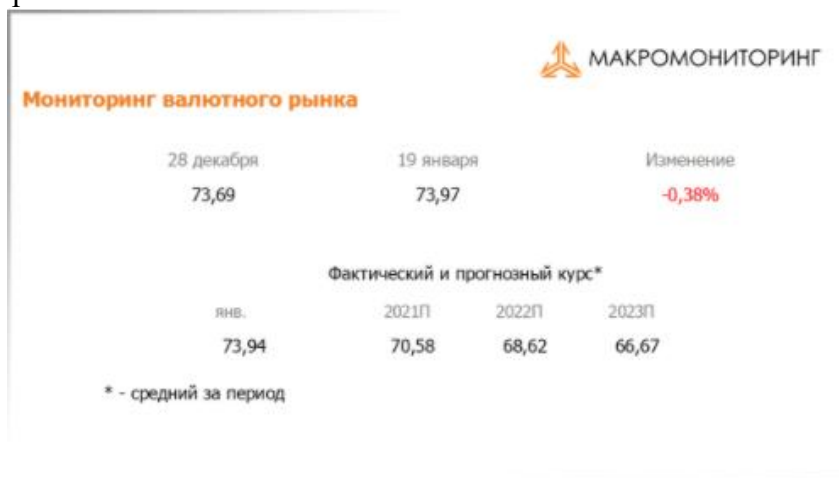 МАКРОМОНИТОРИНГ
Мониторинг валютного рынка
28 декабря 19 января Изменение
73,69 73,97 -0,38%
Фактический и прогнозный курс*
янв. 2021П 2022П 2023П
73,94 70,58 68,62 66,67
* - средний за период